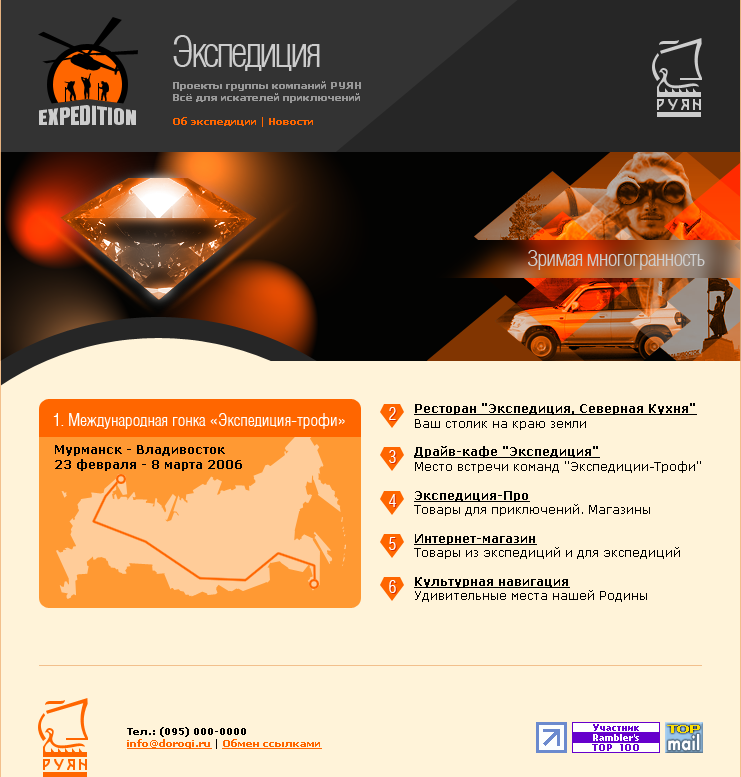 EXPEDITION
Экспедиция
Проекты группы компаний РУЯН
Всё для искателей приключений
Об экспедиции | Новости
РУЯН
Зримая многогранность
1. Международная гонка «Экспедиция-трофи»
Мурманск - Владивосток
23 февраля - 8 марта 2006
2 Ресторан "Экспедиция, Северная Кухня"
Ваш столик на краю земли
3 Драйв-кафе "Экспедиция"
Место встречи команд "Экспедиции-Трофи"
4 Экспедиция-Про
Товары для приключений. Магазины
5 Интернет-магазин
Товары из экспедиций и для экспедиций
6 Культурная навигация
Удивительные места нашей Родины
РУЯН
Тел.: (095) 000-0000
info@dorogi.ru | Обмен ссылками
Участник
Rambler's
TOP 100
TOP
mail